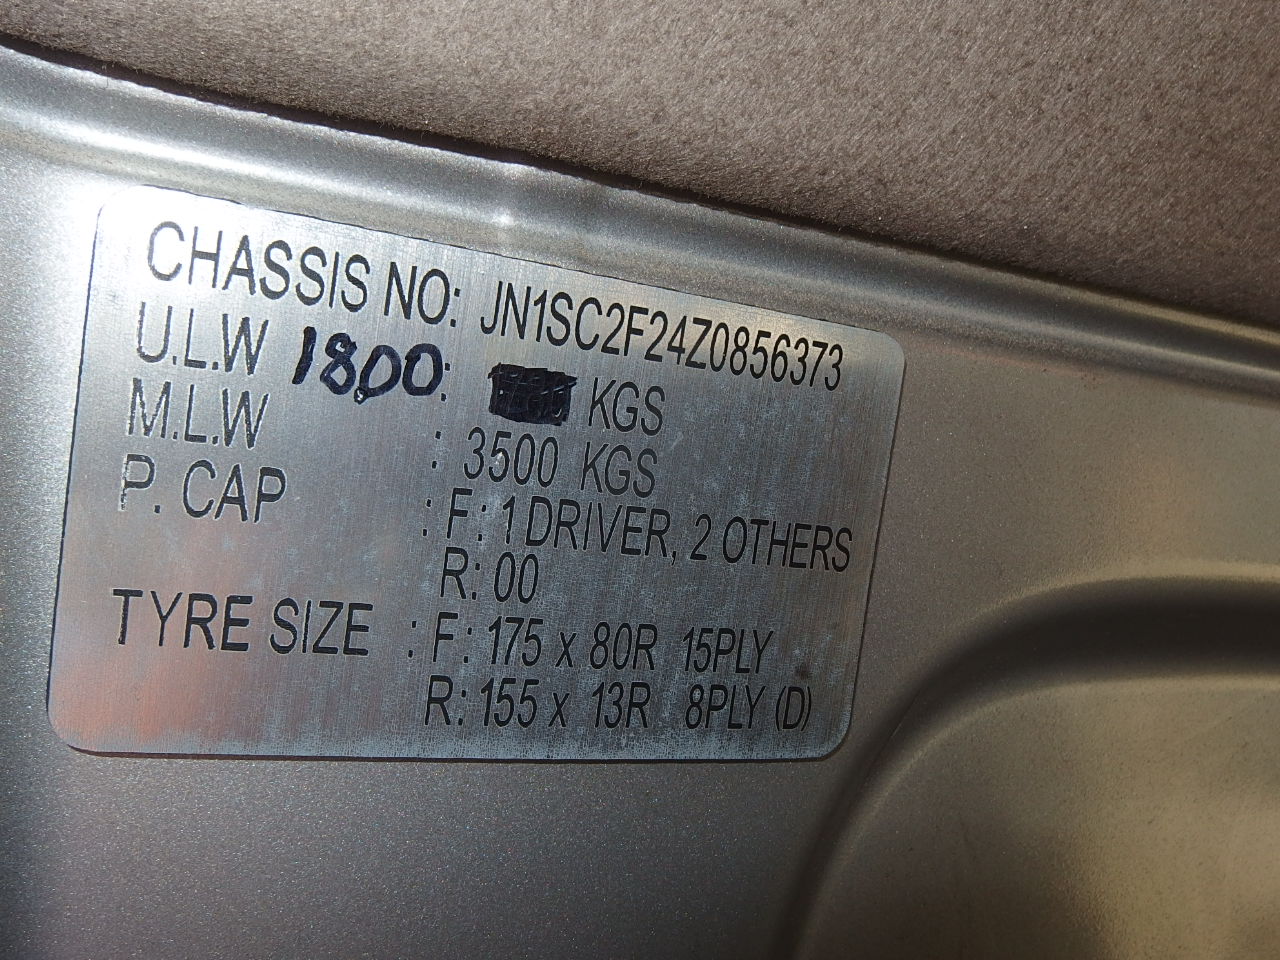 CHASSIS NO: JN1SC2F24Z0856373
U.L.W 1800: KGS
M.L.W : 3500 KGS
P. CAP : F: 1 DRIVER, 2 OTHERS
R: 00
TYRE SIZE : F: 175 x 80R 15PLY
R: 155 x 13R 8PLY (D)